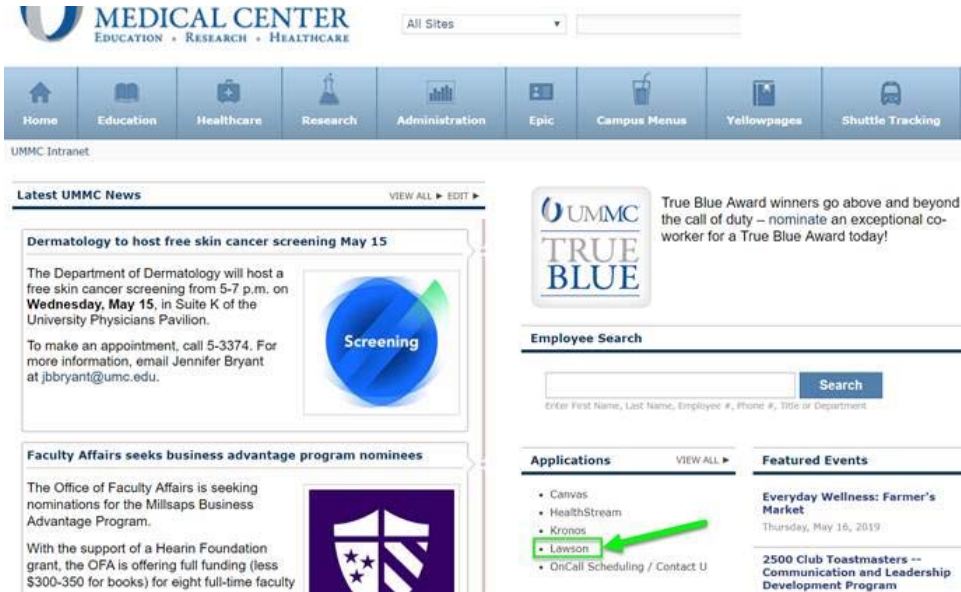 MEDICAL CENTER
EDUCATION • RESEARCH • HEALTHCARE
All Sites
Home
Education
Healthcare
Research
Administration
Epic
Campus Menus
Yellowpages
Shuttle Tracking
UMMC Intranet
Latest UMMC News
VIEW ALL ▶ EDIT ▶
Dermatology to host free skin cancer screening May 15
The Department of Dermatology will host a
free skin cancer screening from 5-7 p.m. on
Wednesday, May 15, in Suite K of the
University Physicians Pavilion.
To make an appointment, call 5-3374. For
more information, email Jennifer Bryant
at jbbryant@umc.edu.
Screening
Faculty Affairs seeks business advantage program nominees
The Office of Faculty Affairs is seeking
nominations for the Millsaps Business
Advantage Program.
With the support of a Hearin Foundation
grant, the OFA is offering full funding (less
$300-350 for books) for eight full-time faculty
UMMC
TRUE
BLUE
True Blue Award winners go above and beyond
the call of duty – nominate an exceptional co-
worker for a True Blue Award today!
Employee Search
Search
Enter First Name, Last Name, Employee #, Phone #, Title or Department
Applications
VIEW ALL ▶
• Canvas
• HealthStream
• Kronos
• Lawson
• OnCall Scheduling / Contact U
Featured Events
Everyday Wellness: Farmer's
Market
Thursday, May 16, 2019
2500 Club Toastmasters --
Communication and Leadership
Development Program